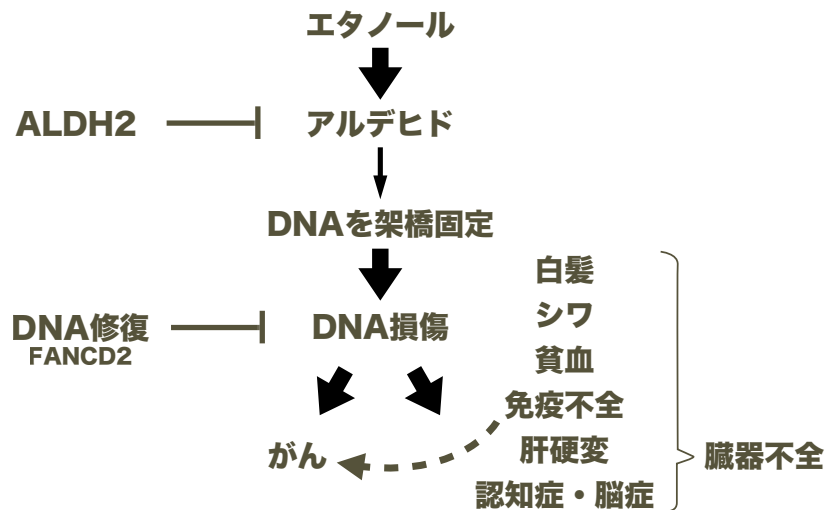 エタノール
ALDH2
アルデヒド
DNAを架橋固定
DNA修復
FANCD2
DNA損傷
白髪
シワ
貧血
免疫不全
肝硬変
認知症・脳症
臓器不全
がん